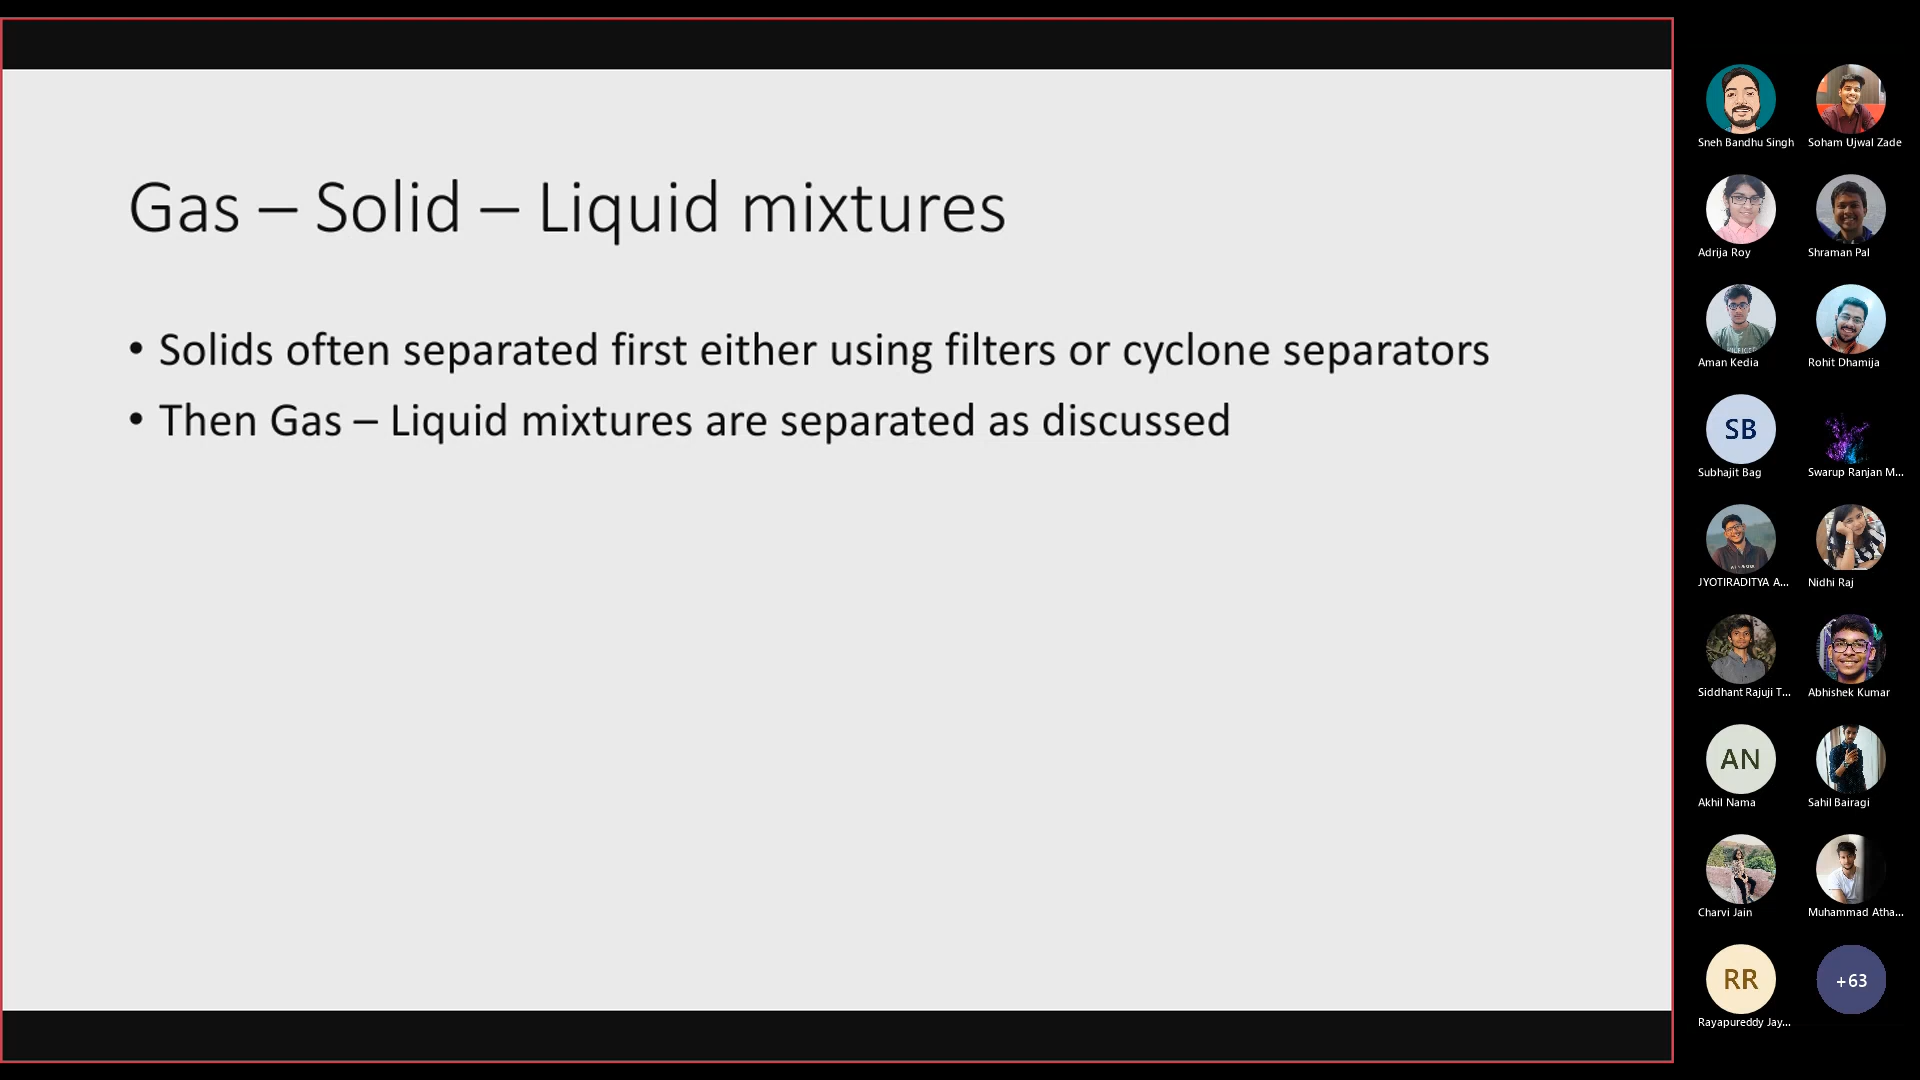 Gas – Solid – Liquid mixtures
• Solids often separated first either using filters or cyclone separators
• Then Gas – Liquid mixtures are separated as discussed
Sneh Bandhu Singh
Soham Ujwal Zade
Adrija Roy
Shraman Pal
Aman Kedia
Rohit Dhamija
SB
Subhajit Bag
Swarup Ranjan M...
JYOTIRADITYA A...
Nidhi Raj
Siddhant Rajuji T...
Abhishek Kumar
AN
Akhil Nama
Sahil Bairagi
Charvi Jain
Muhammad Atha...
RR
Rayapureddy Jay...
+63